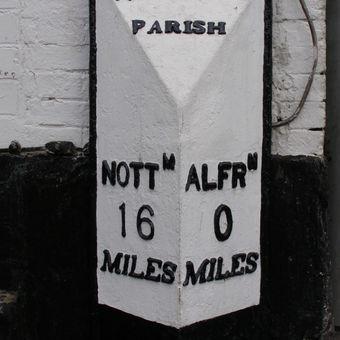 PARISH
NOTTM ALFRN
16 0
MILES MILES